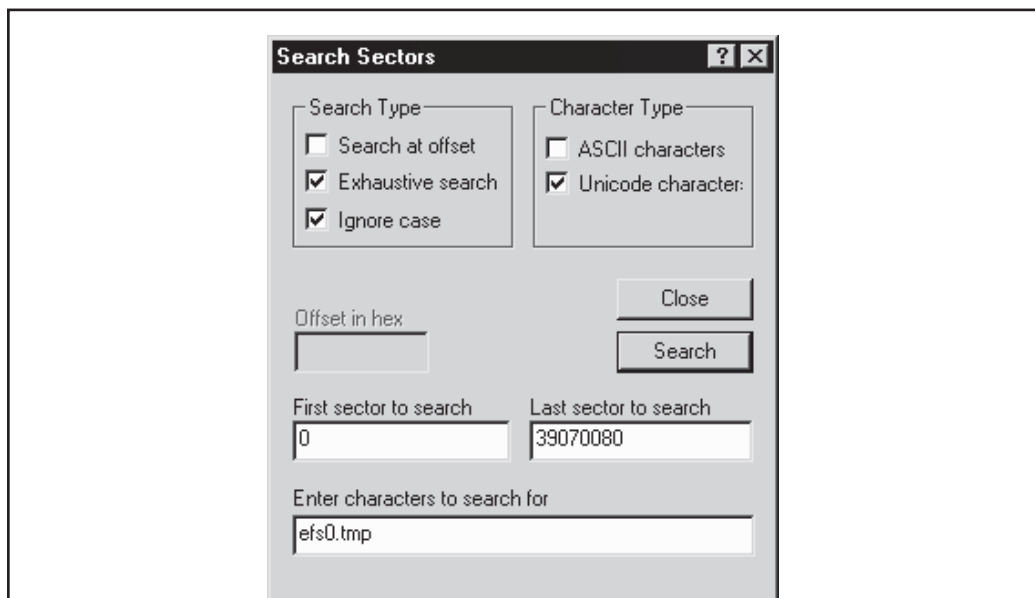 Search Sectors
Search Type
Search at offset
Exhaustive search
Ignore case
Character Type
ASCII characters
Unicode character:
Close
Search
Offset in hex
First sector to search
0
Last sector to search
39070080
Enter characters to search for
efs0.tmp